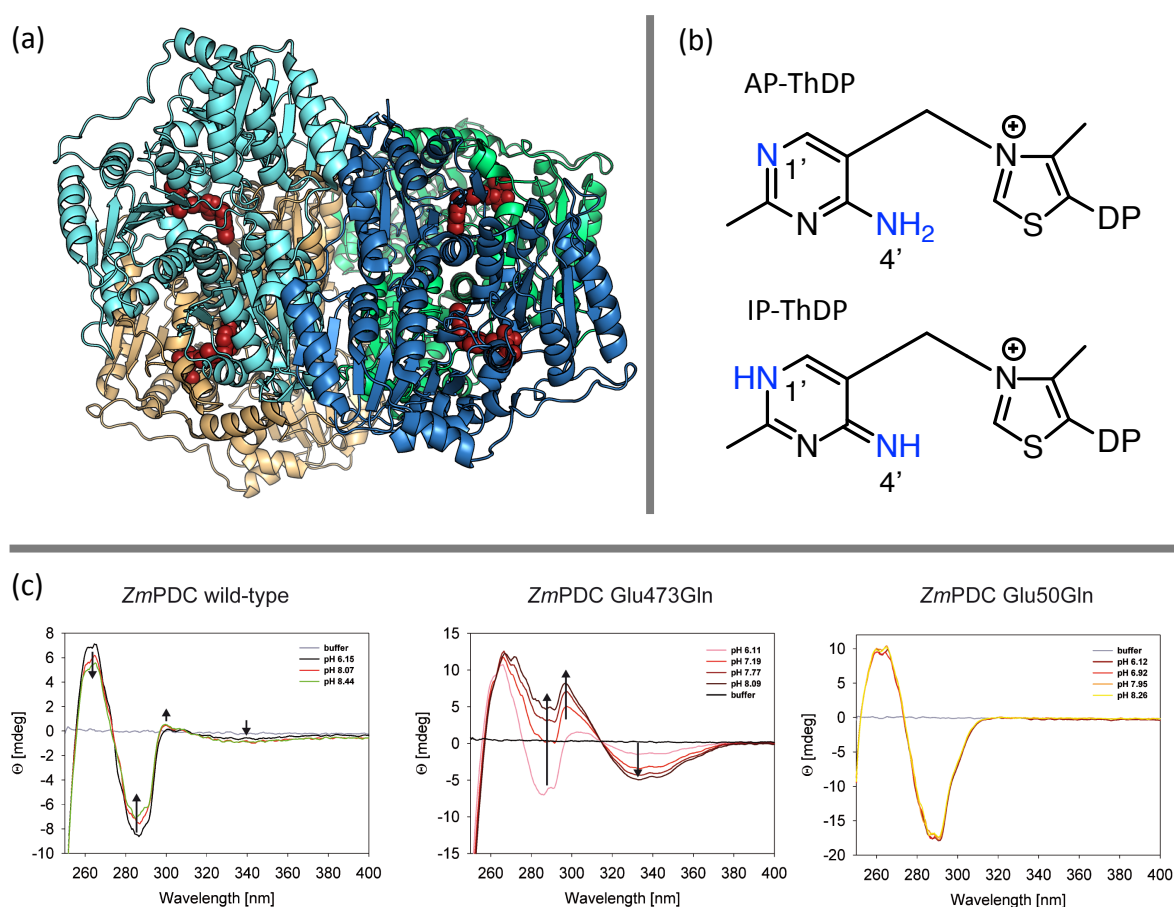 (a)
(b)
AP-ThDP
N
1'
N
NH2
4'
⊕
N
S
DP
IP-ThDP
HN
1'
N
NH
4'
⊕
N
S
DP
(c)
ZmPDC wild-type
8
6
4
2
0
-2
-4
-6
-8
-10
Θ [mdeg]
buffer
pH 6.15
pH 8.07
pH 8.44
260 280 300 320 340 360 380 400
Wavelength [nm]
ZmPDC Glu473Gln
15
10
5
0
-5
-10
-15
Θ [mdeg]
pH 6.11
pH 7.19
pH 7.77
pH 8.09
buffer
260 280 300 320 340 360 380 400
Wavelength [nm]
ZmPDC Glu50Gln
10
5
0
-5
-10
-15
-20
Θ [mdeg]
buffer
pH 6.12
pH 6.92
pH 7.95
pH 8.26
260 280 300 320 340 360 380 400
Wavelength [nm]